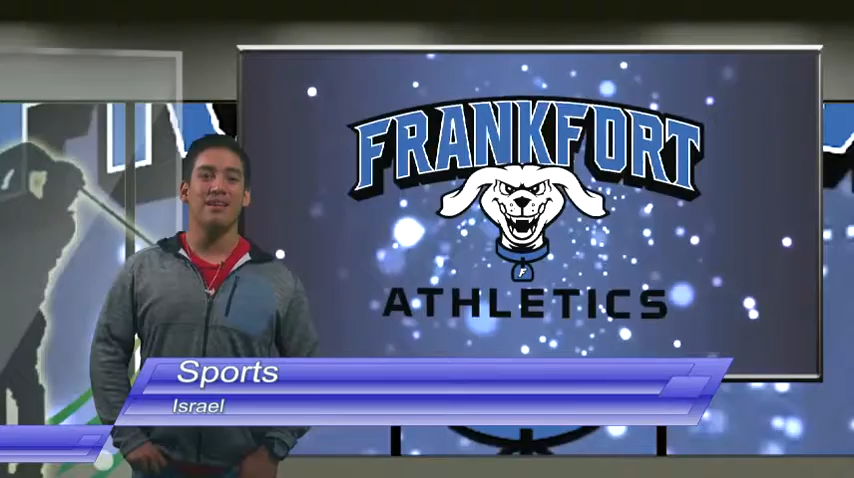 FRANKFORT
F
ATHLETICS
Sports
Israel